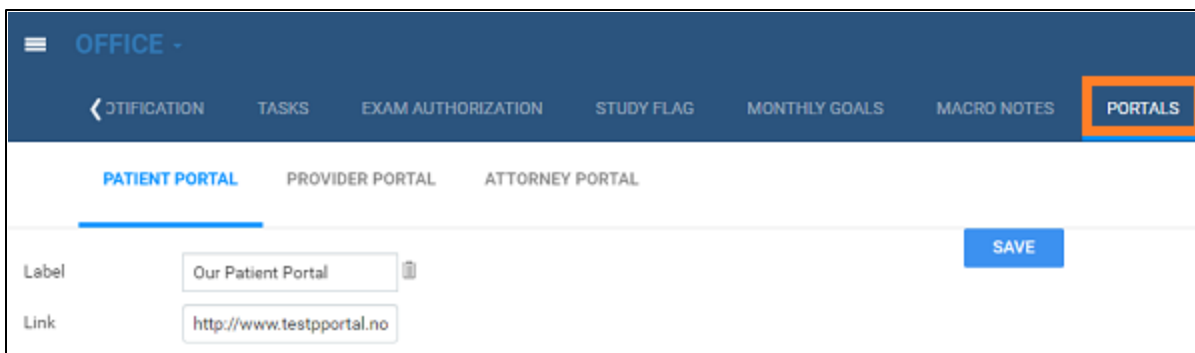 OFFICE
OTIFICATION TASKS EXAM AUTHORIZATION STUDY FLAG MONTHLY GOALS MACRO NOTES PORTALS
PATIENT PORTAL PROVIDER PORTAL ATTORNEY PORTAL
SAVE
Label Our Patient Portal
Link http://www.testpportal.no